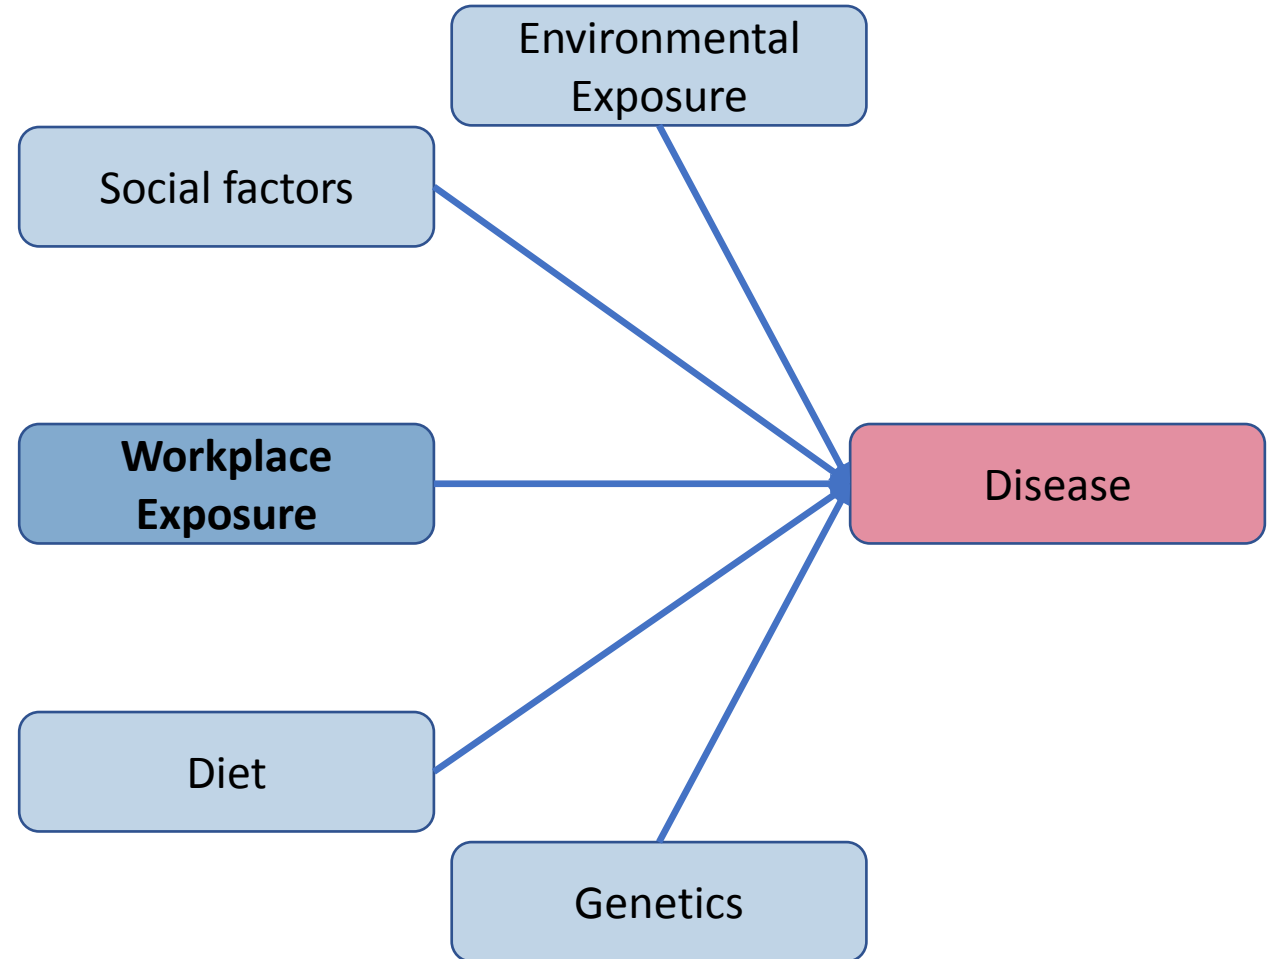 Environmental
Exposure
Social factors
Workplace
Exposure
Disease
Diet
Genetics